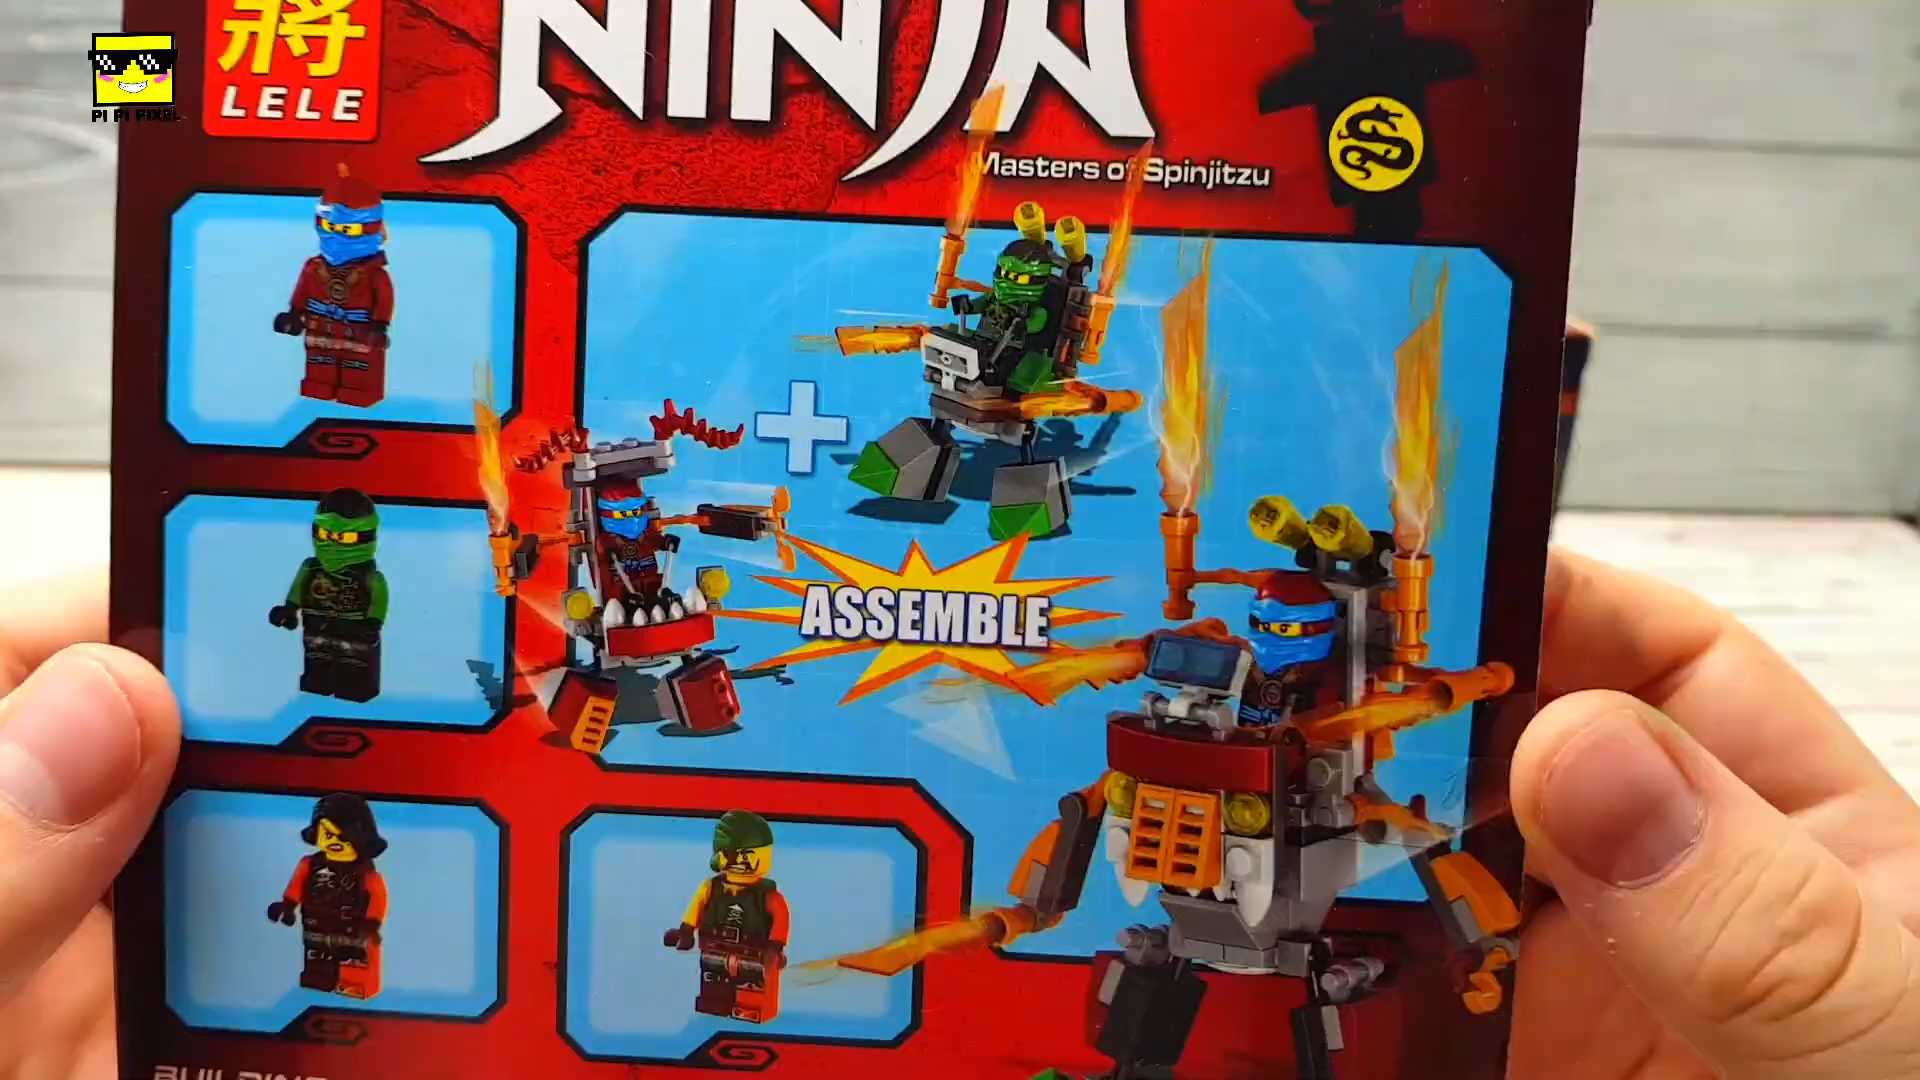 將
LELE
NINJA
Masters of Spinjitzu
PI PI PIXEL
ASSEMBLE